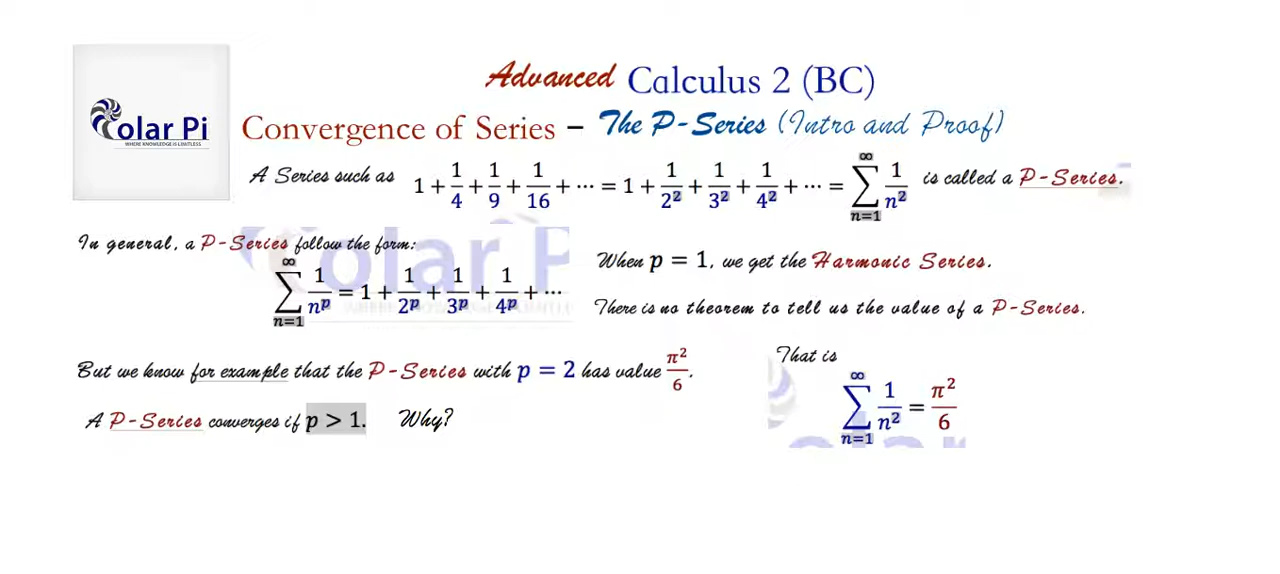 Advanced Calculus 2 (BC)
olar Pi
WHERE KNOWLEDGE IS LIMITLESS
Convergence of Series – The P-Series (Intro and Proof)
A Series such as 1 + 1/4 + 1/9 + 1/16 + ⋯ = 1 + 1/2² + 1/3² + 1/4² + ⋯ = ∑_{n=1}^{∞} 1/n² is called a P-Series.
In general, a P-Series follow the form:
∑_{n=1}^{∞} 1/n^p = 1 + 1/2^p + 1/3^p + 1/4^p + ⋯
When p = 1, we get the Harmonic Series.
There is no theorem to tell us the value of a P-Series.
But we know for example that the P-Series with p = 2 has value π²/6.
That is
∑_{n=1}^{∞} 1/n² = π²/6
A P-Series converges if p > 1. Why?